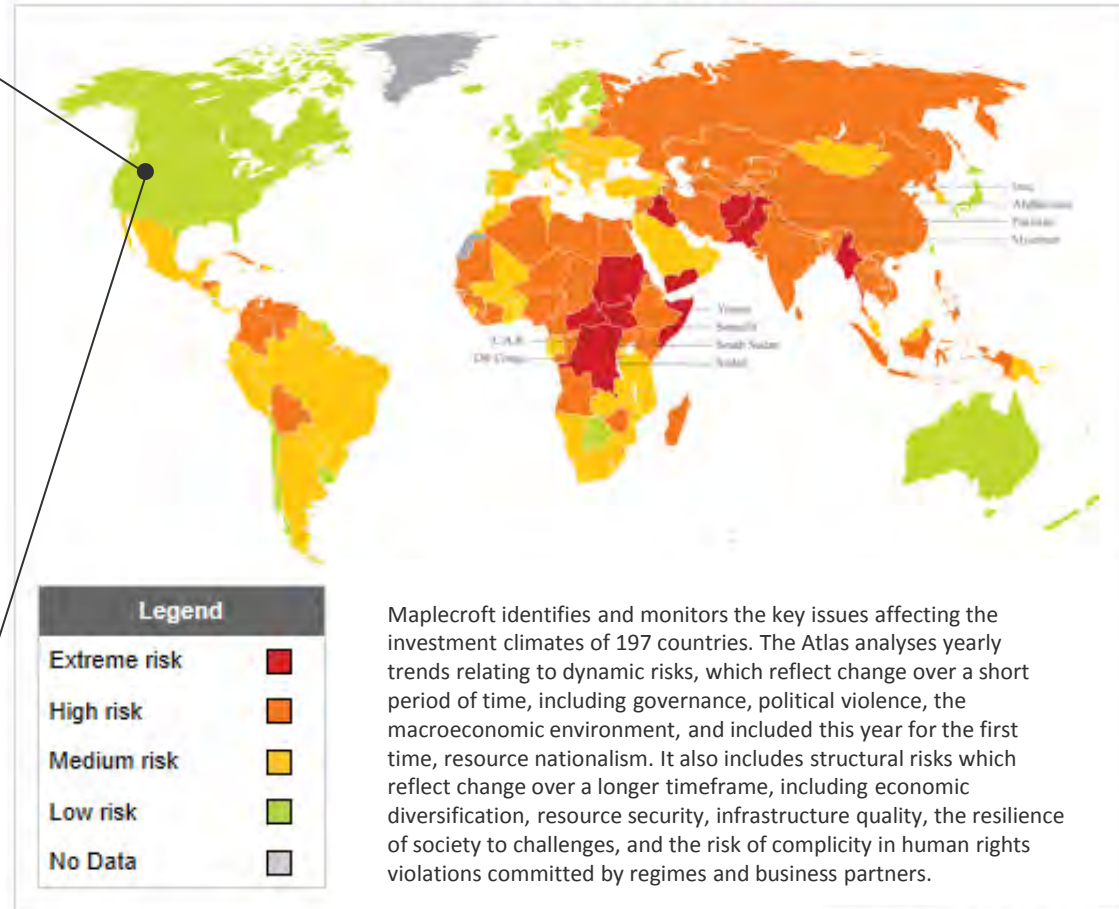 Iraq
Afghanistan
Pakistan
Myanmar
Yemen
Somalia
C.A.R.
South Sudan
DR Congo
Sudan
Legend
Extreme risk
High risk
Medium risk
Low risk
No Data
Maplecroft identifies and monitors the key issues affecting the
investment climates of 197 countries. The Atlas analyses yearly
trends relating to dynamic risks, which reflect change over a short
period of time, including governance, political violence, the
macroeconomic environment, and included this year for the first
time, resource nationalism. It also includes structural risks which
reflect change over a longer timeframe, including economic
diversification, resource security, infrastructure quality, the resilience
of society to challenges, and the risk of complicity in human rights
violations committed by regimes and business partners.